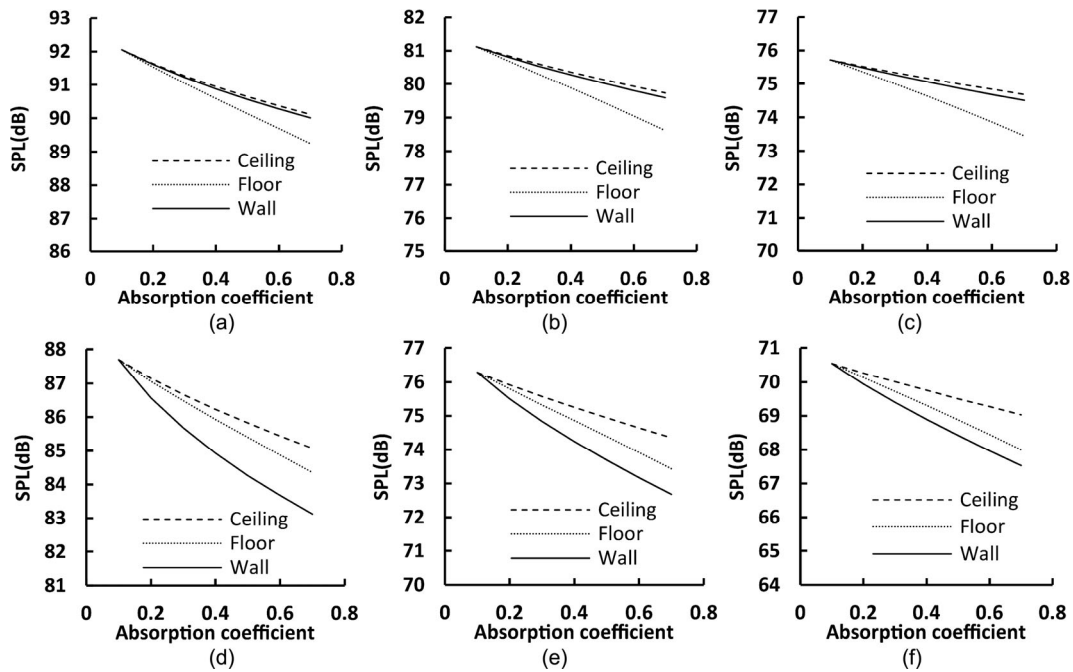 93
92
91
90
89
88
87
86
SPL(dB)
Ceiling
Floor
Wall
0 0.2 0.4 0.6 0.8
Absorption coefficient
(a)
82
81
80
79
78
77
76
75
SPL(dB)
Ceiling
Floor
Wall
0 0.2 0.4 0.6 0.8
Absorption coefficient
(b)
77
76
75
74
73
72
71
70
SPL(dB)
Ceiling
Floor
Wall
0 0.2 0.4 0.6 0.8
Absorption coefficient
(c)
88
87
86
85
84
83
82
81
SPL(dB)
Ceiling
Floor
Wall
0 0.2 0.4 0.6 0.8
Absorption coefficient
(d)
77
76
75
74
73
72
71
70
SPL(dB)
Ceiling
Floor
Wall
0 0.2 0.4 0.6 0.8
Absorption coefficient
(e)
71
70
69
68
67
66
65
64
SPL(dB)
Ceiling
Floor
Wall
0 0.2 0.4 0.6 0.8
Absorption coefficient
(f)